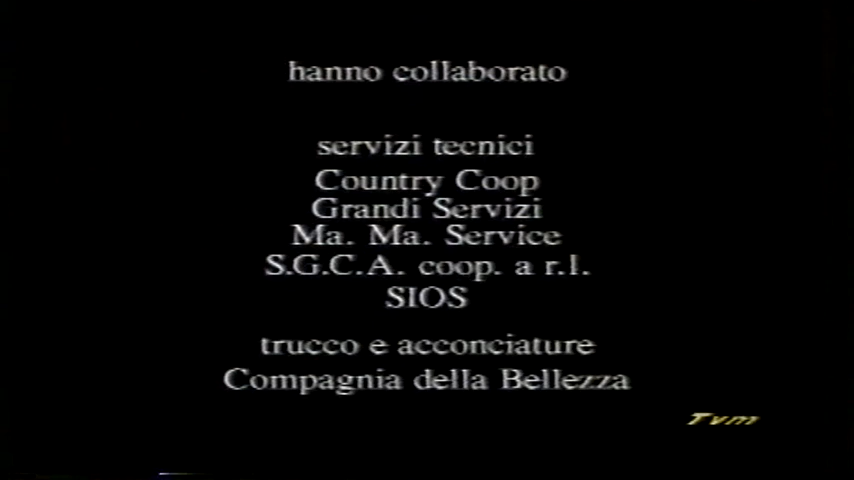 hanno collaborato
servizi tecnici
Country Coop
Grandi Servizi
Ma. Ma. Service
S.G.C.A. coop. a r.l.
SIOS
trucco e acconciature
Compagnia della Bellezza
Tvm